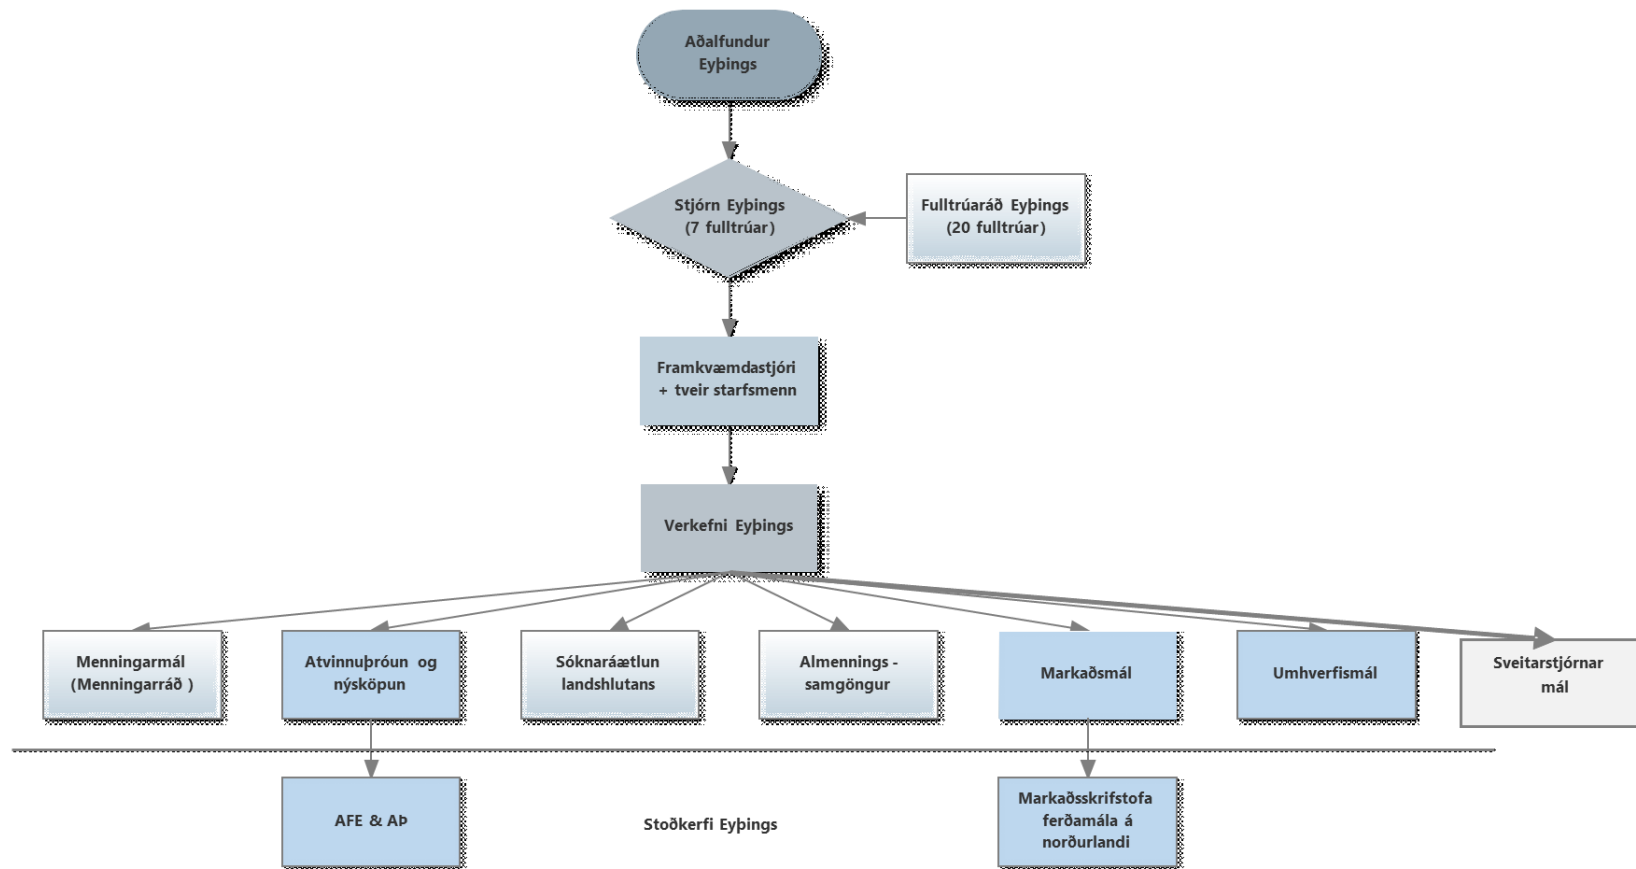 Aðalfundur
Eyþings
Stjórn Eyþings
(7 fulltrúar)
Fulltrúaráð Eyþings
(20 fulltrúar)
Framkvæmdastjóri
+ tveir starfsmenn
Verkefni Eyþings
Menningarmál
(Menningarráð )
Atvinnuþróun og
nýsköpun
Sóknaráætlun
landshlutans
Almennings -
samgöngur
Markaðsmál
Umhverfismál
Sveitarstjórnar
mál
AFE & AÞ
Stoðkerfi Eyþings
Markaðsskrifstofa
ferðamála á
norðurlandi